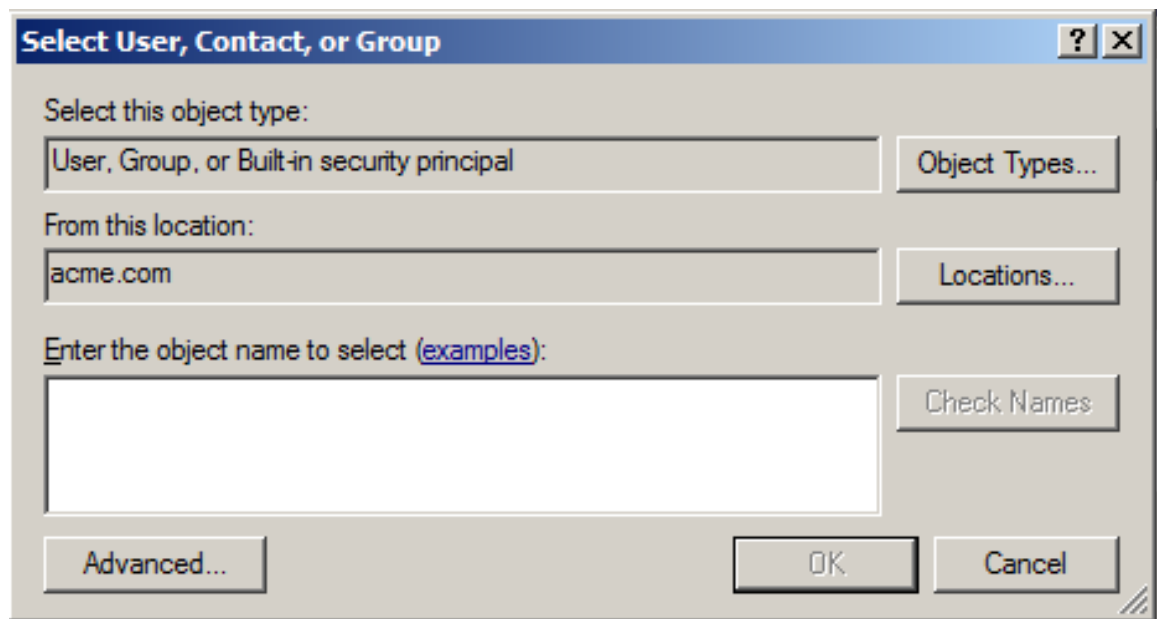 Select User, Contact, or Group
Select this object type:
User, Group, or Built-in security principal
Object Types...
From this location:
acme.com
Locations...
Enter the object name to select (examples):
Check Names
Advanced...
OK
Cancel